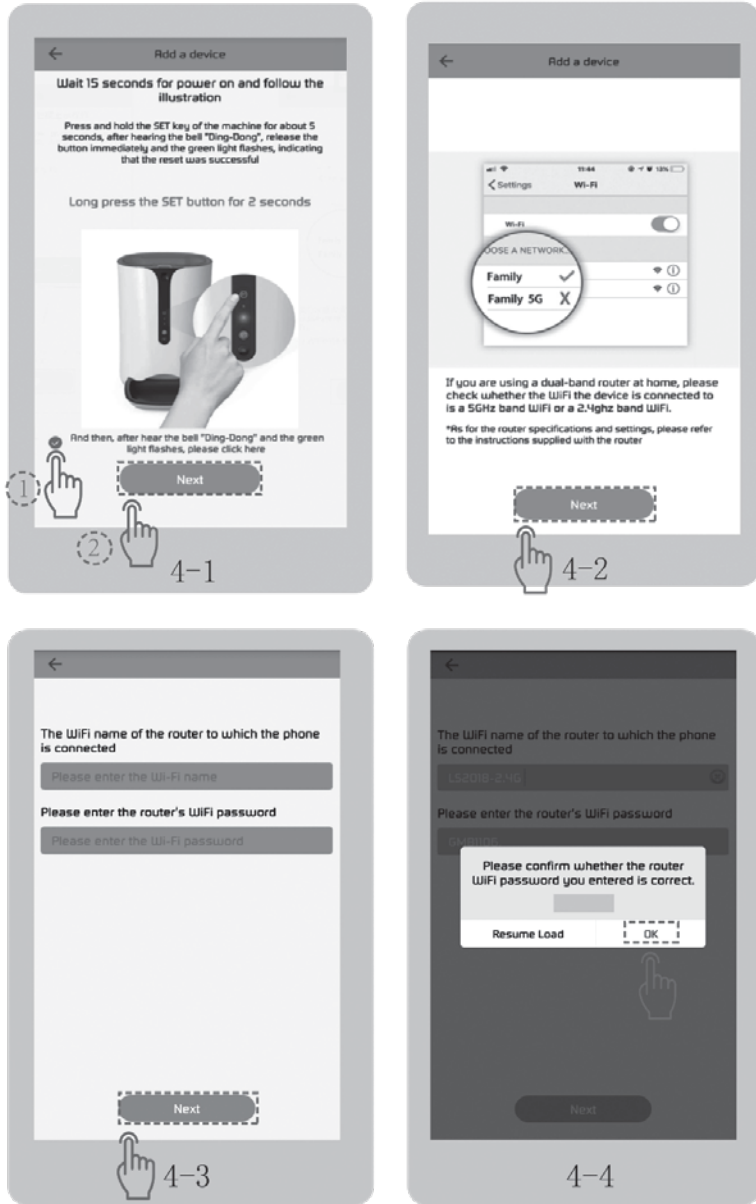 Add a device
Wait 15 seconds for power on and follow the
illustration
Press and hold the SET key of the machine for about 5
seconds, after hearing the bell "Ding-Dong", release the
button immediately and the green light flashes, indicating
that the reset was successful
Long press the SET button for 2 seconds
And then, after hear the bell "Ding-Dong" and the green
light flashes, please click here
1
Next
2
4-1
Add a device
11:44
Settings
Wi-Fi
Wi-Fi
OOSE A NETWORK...
Family
Family 5G
If you are using a dual-band router at home, please
check whether the WiFi the device is connected to
is a 5GHz band WiFi or a 2.4ghz band WiFi.
*As for the router specifications and settings, please refer
to the instructions supplied with the router
Next
4-2
The WiFi name of the router to which the phone
is connected
Please enter the Wi-Fi name
Please enter the router's WiFi password
Please enter the Wi-Fi password
Next
4-3
The WiFi name of the router to which the phone
is connected
LS2018-2.4G
Please enter the router's WiFi password
Please confirm whether the router
WiFi password you entered is correct.
Resume Load
OK
Next
4-4